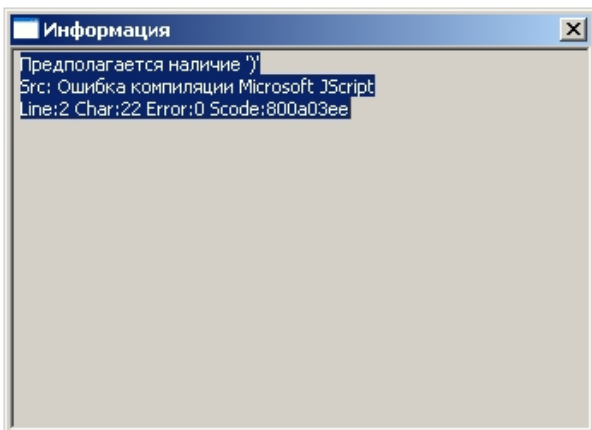 Информация
Предполагается наличие ')'
Src: Ошибка компиляции Microsoft JScript
Line:2 Char:22 Error:0 Scode:800a03ee